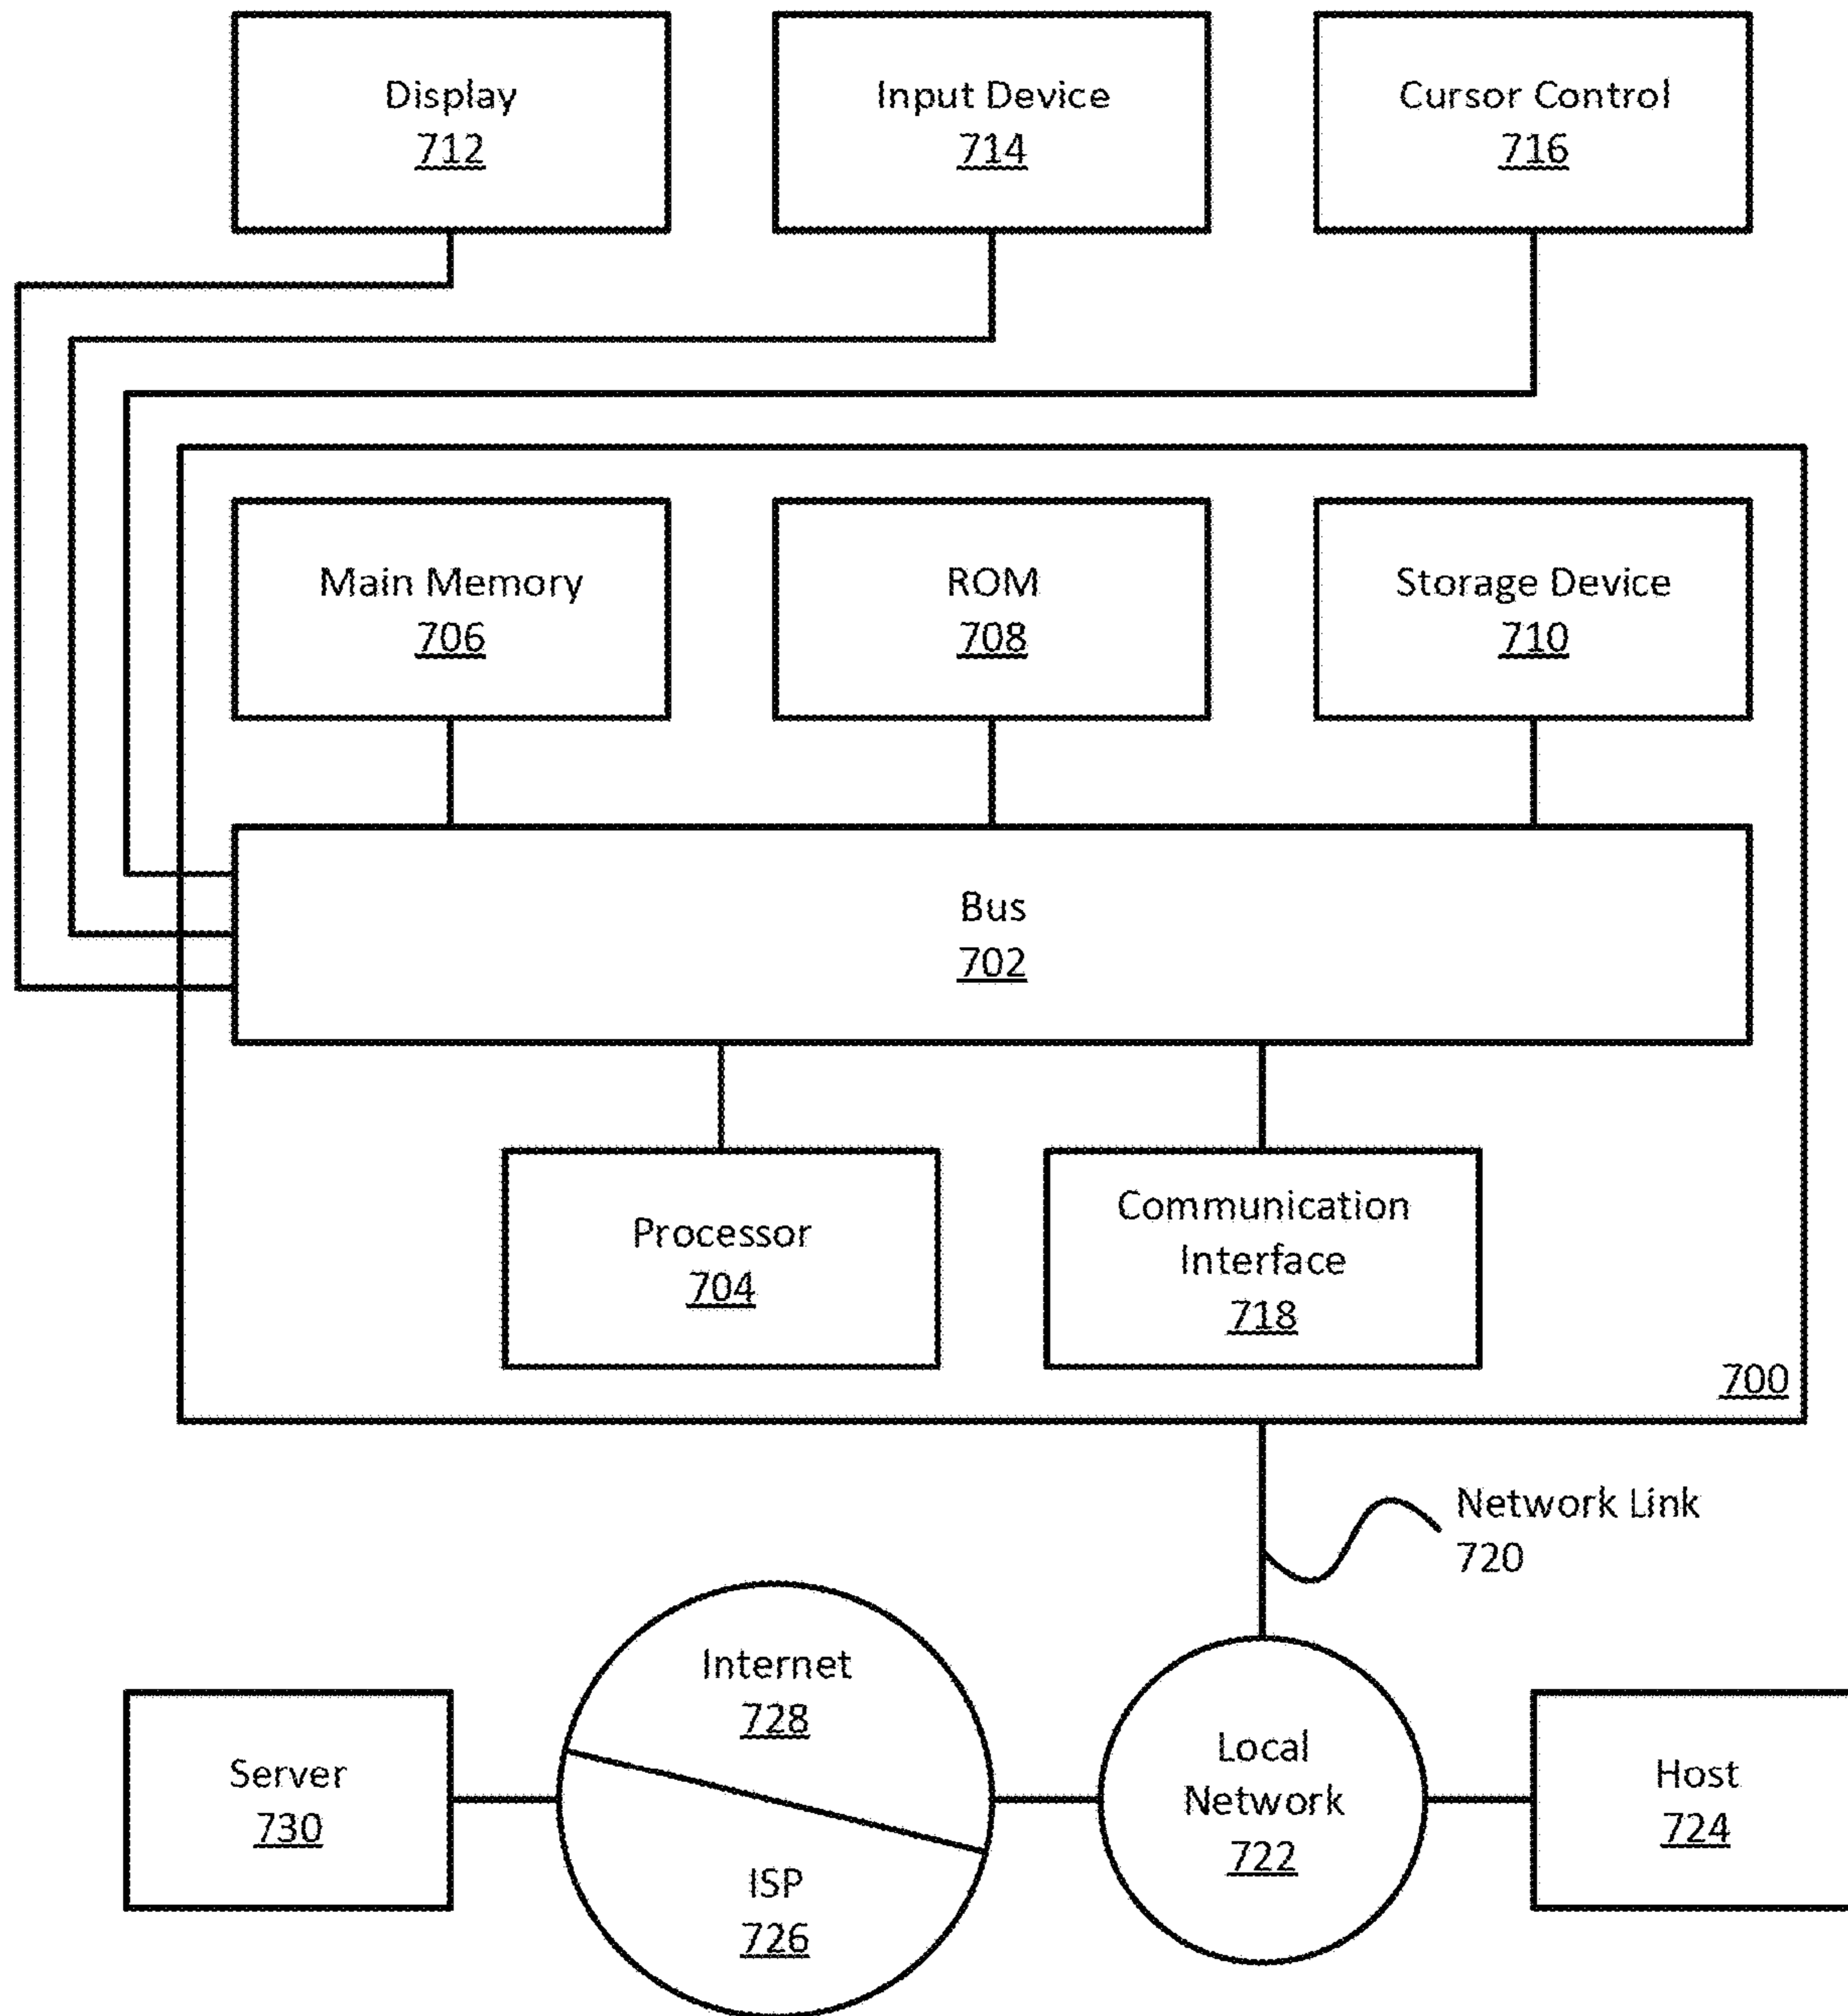 Display
712
Input Device
714
Cursor Control
716
Main Memory
706
ROM
708
Storage Device
710
Bus
702
Processor
704
Communication
Interface
718
700
Network Link
720
Internet
728
ISP
726
Server
730
Local
Network
722
Host
724